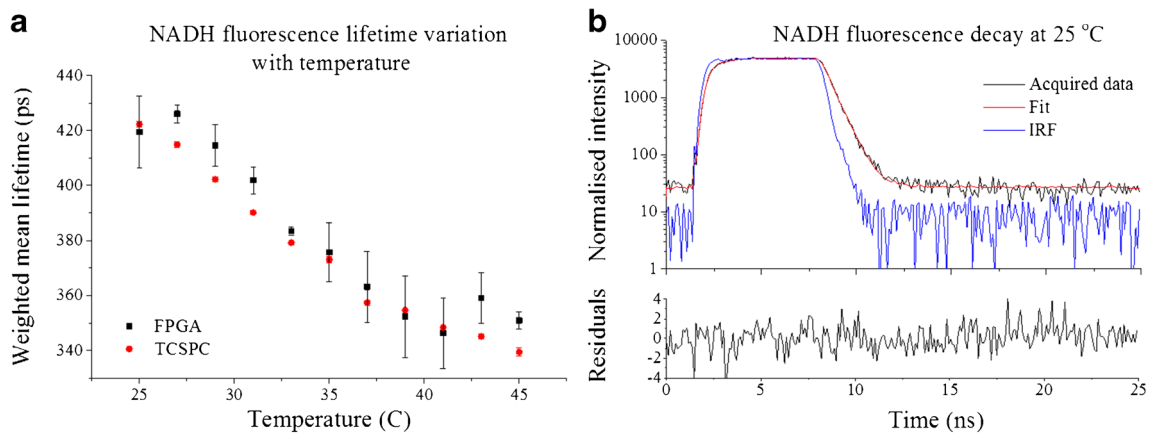 a
NADH fluorescence lifetime variation
with temperature
Weighted mean lifetime (ps)
440
420
400
380
360
340
FPGA
TCSPC
25
30
35
40
45
Temperature (C)
b
NADH fluorescence decay at 25 °C
Normalised intensity
10000
1000
100
10
1
Acquired data
Fit
IRF
Residuals
4
2
0
-2
-4
0
5
10
15
20
25
Time (ns)